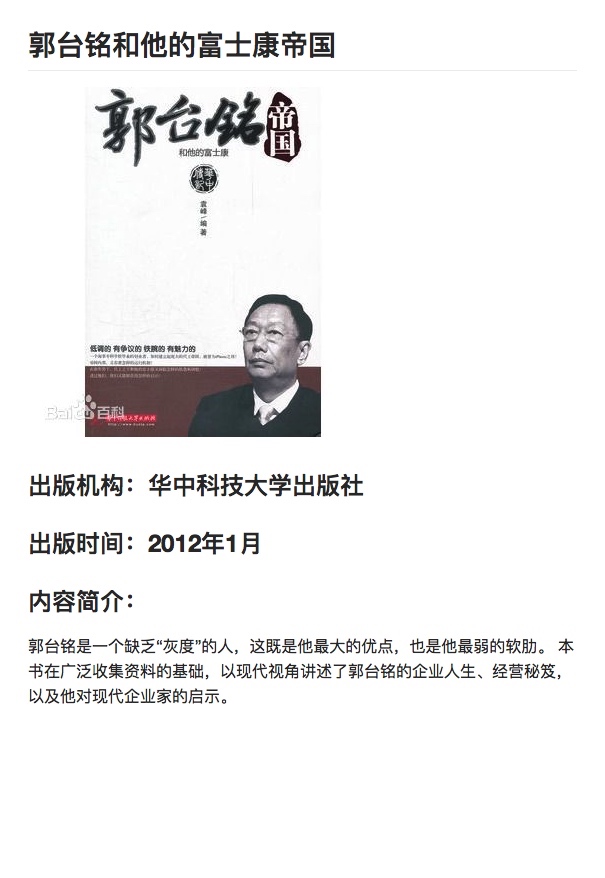 郭台铭和他的富士康帝国
郭台铭
帝国
和他的富士康
袁峰/编著
低调的 有争议的 铁腕的 有魅力的
Bai 百科
出版机构：华中科技大学出版社
出版时间：2012年1月
内容简介：
郭台铭是一个缺乏“灰度”的人，这既是他最大的优点，也是他最弱的软肋。 本
书在广泛收集资料的基础，以现代视角讲述了郭台铭的企业人生、经营秘笈，
以及他对现代企业家的启示。